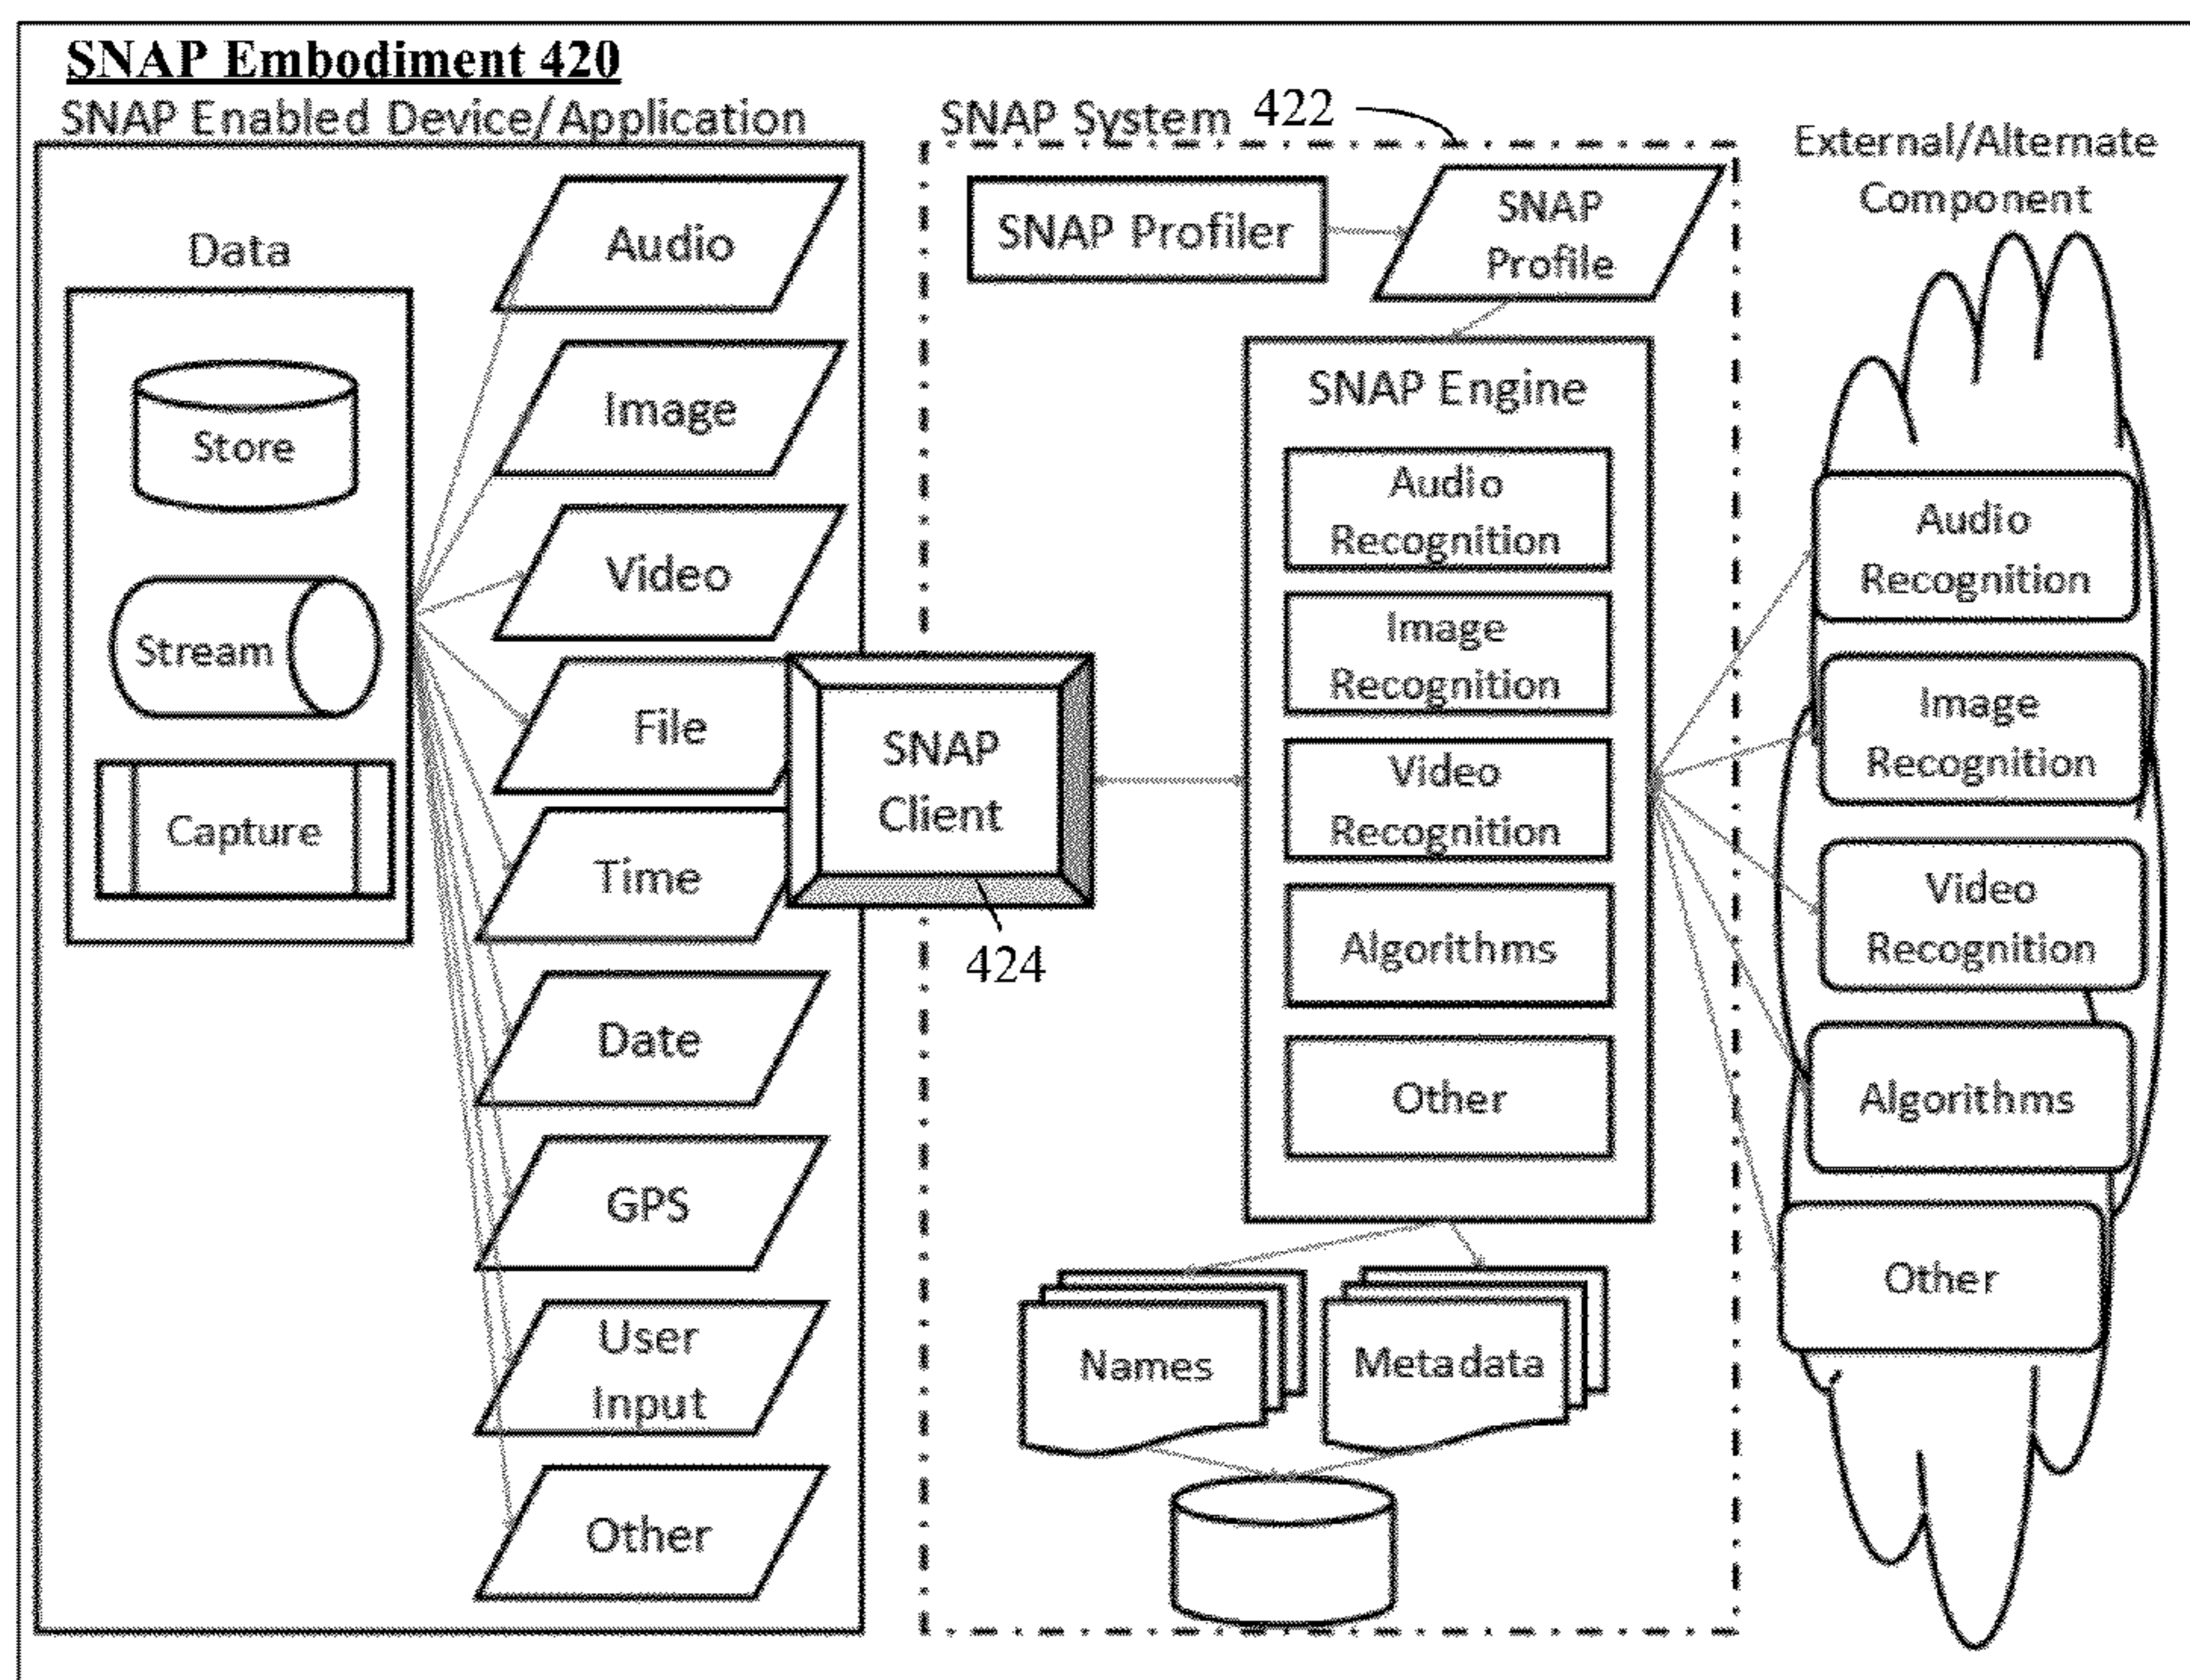 SNAP Embodiment 420
SNAP Enabled Device/Application
Data
Store
Stream
Capture
Audio
Image
Video
File
Time
Date
GPS
User
Input
Other
SNAP
Client
424
SNAP System 422
SNAP Profiler
SNAP
Profile
SNAP Engine
Audio
Recognition
Image
Recognition
Video
Recognition
Algorithms
Other
Names
Metadata
External/Alternate
Component
Audio
Recognition
Image
Recognition
Video
Recognition
Algorithms
Other